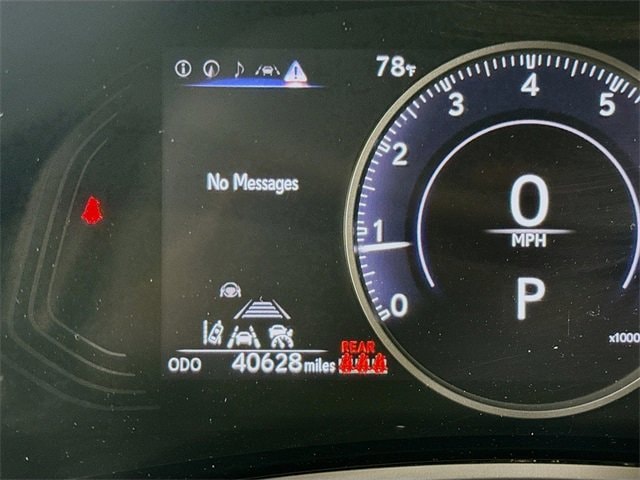 78°F
No Messages
0 1 2 3 4 5
0
MPH
P
x1000
REAR
ODO 40628 miles